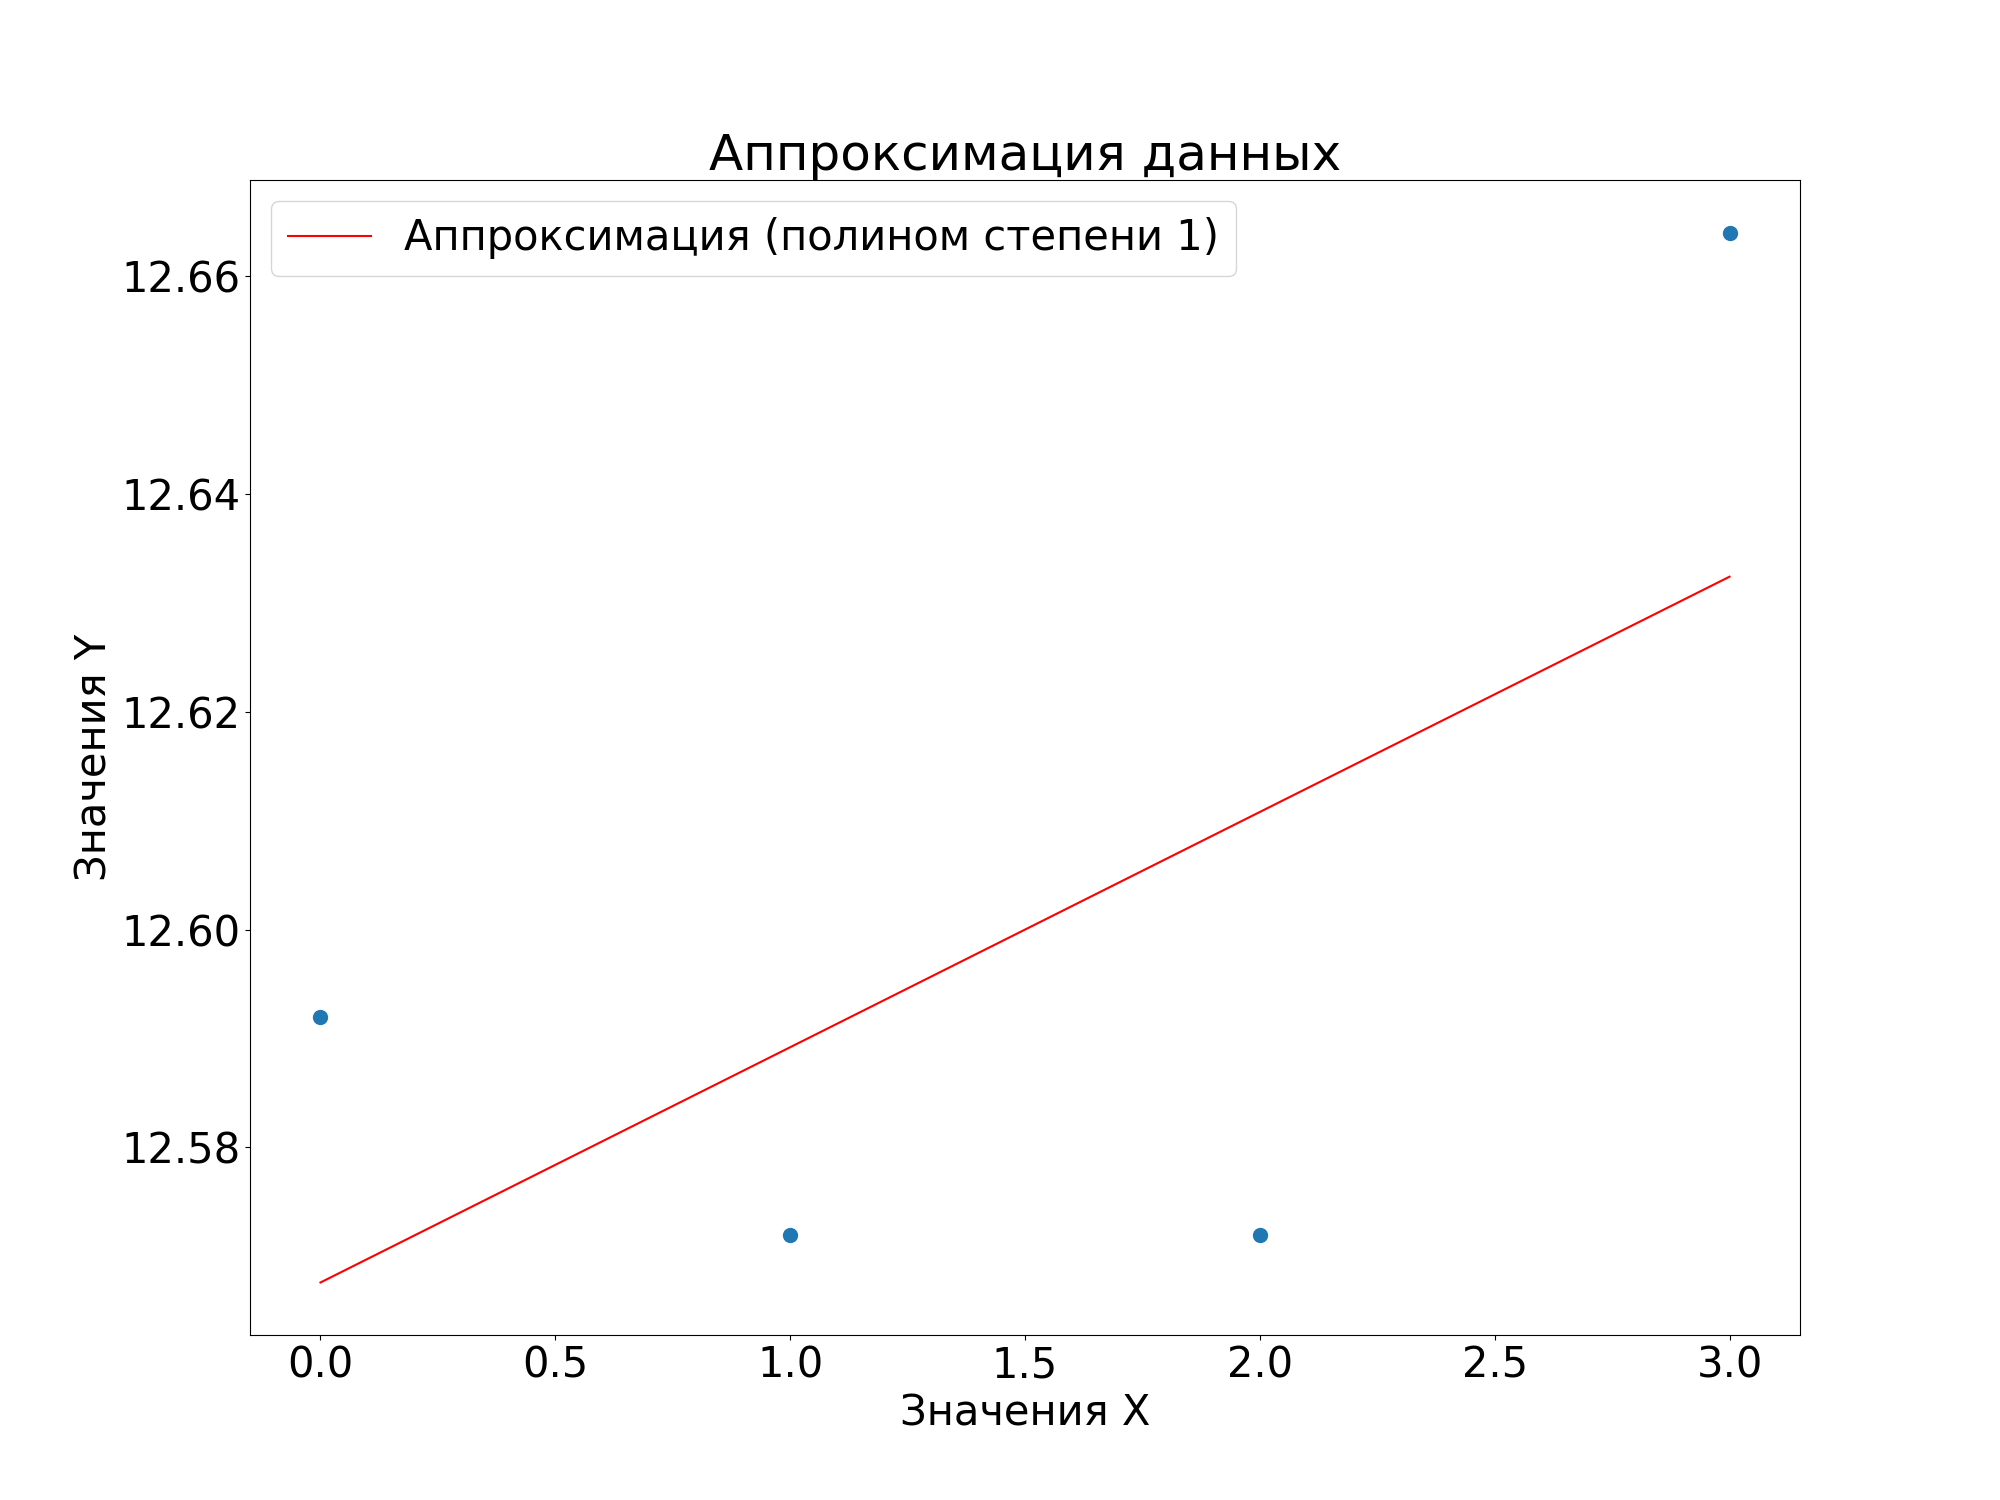 Аппроксимация данных
Аппроксимация (полином степени 1)
12.66
12.64
12.62
12.60
12.58
Значения Y
0.0 0.5 1.0 1.5 2.0 2.5 3.0
Значения X